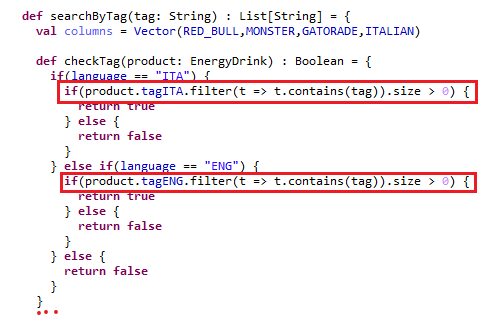 def searchByTag(tag: String) : List[String] = {
val columns = Vector(RED_BULL,MONSTER,GATORADE,ITALIAN)
def checkTag(product: EnergyDrink) : Boolean = {
if(language == "ITA") {
if(product.tagITA.filter(t => t.contains(tag)).size > 0) {
return true
} else {
return false
}
} else if(language == "ENG") {
if(product.tagENG.filter(t => t.contains(tag)).size > 0) {
return true
} else {
return false
}
} else {
return false
}
}
...